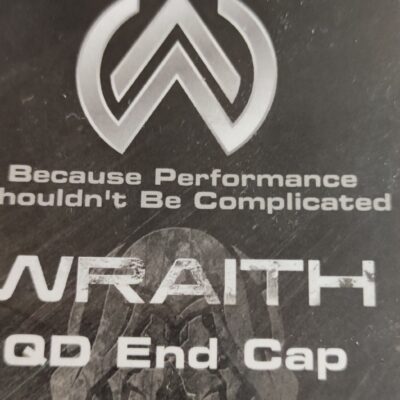 Because Performance
houldn't Be Complicated
WRAITH
QD End Cap